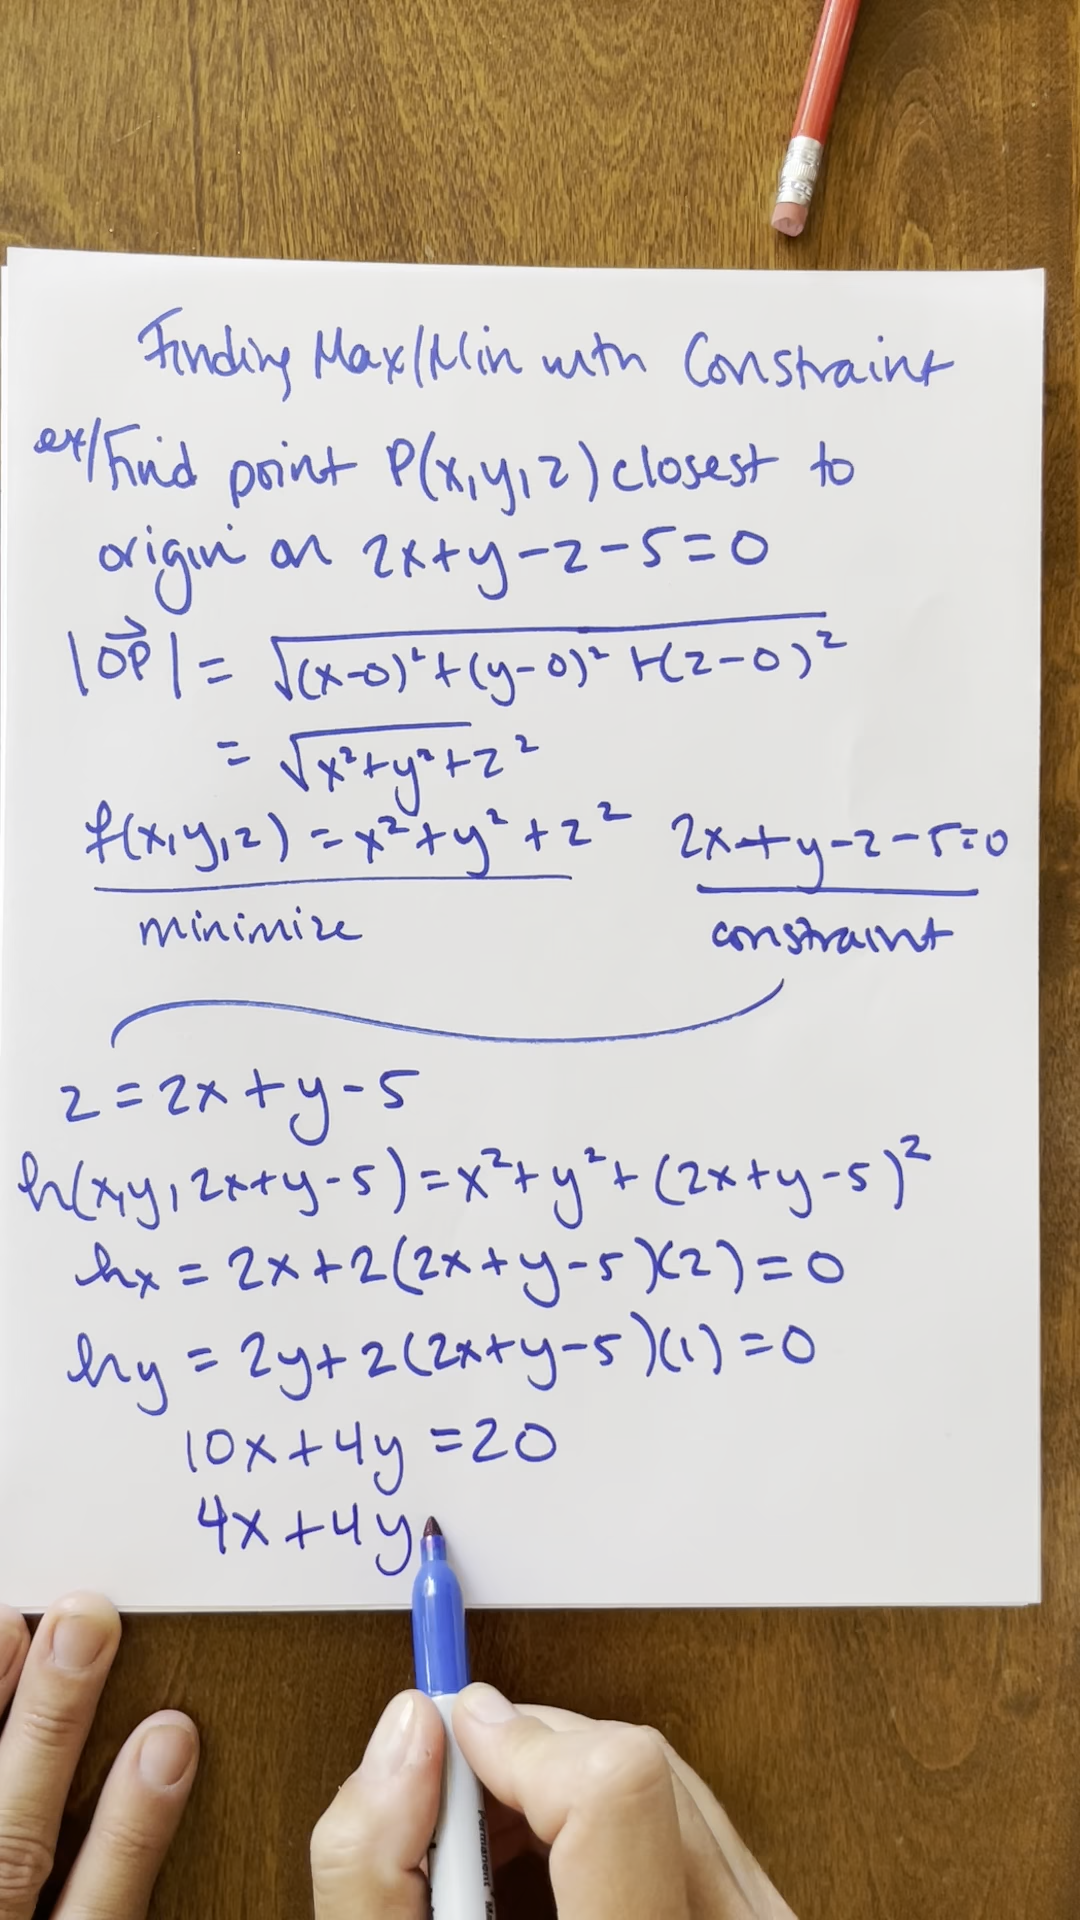 Finding Max/Min with Constraint
ex/Find point P(x,y,z) closest to
origin on 2x+y-z-5=0
|OP⃗| = √(x-0)²+(y-0)²+(z-0)²
= √x²+y²+z²
f(x,y,z)=x²+y²+z² 2x+y-z-5=0
minimize constraint
z=2x+y-5
h(x,y,2x+y-5)=x²+y²+(2x+y-5)²
hx = 2x+2(2x+y-5)(2)=0
hy = 2y+2(2x+y-5)(1)=0
10x+4y=20
4x+4y
Permanent